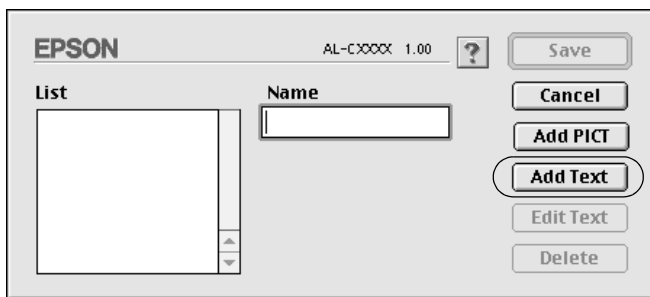 EPSON
AL-CXXXX 1.00
?
Save
List
Name
Cancel
Add PICT
Add Text
Edit Text
Delete